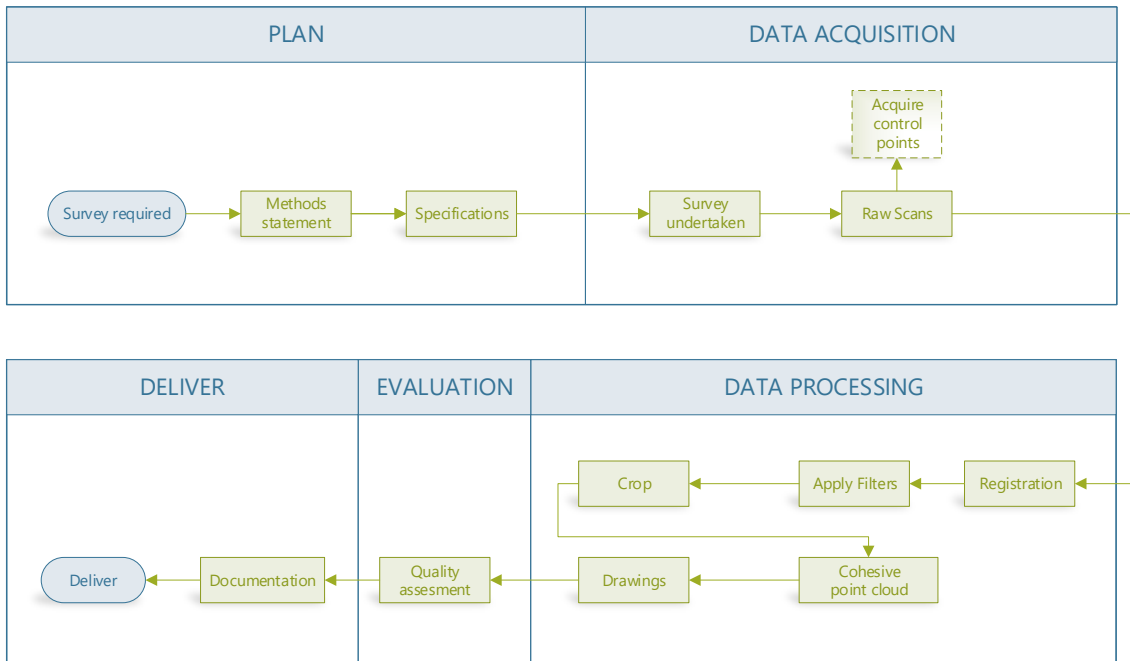 PLAN
DATA ACQUISITION
Acquire
control
points
Survey required
Methods
statement
Specifications
Survey
undertaken
Raw Scans
DELIVER
EVALUATION
DATA PROCESSING
Crop
Apply Filters
Registration
Deliver
Documentation
Quality
assesment
Drawings
Cohesive
point cloud